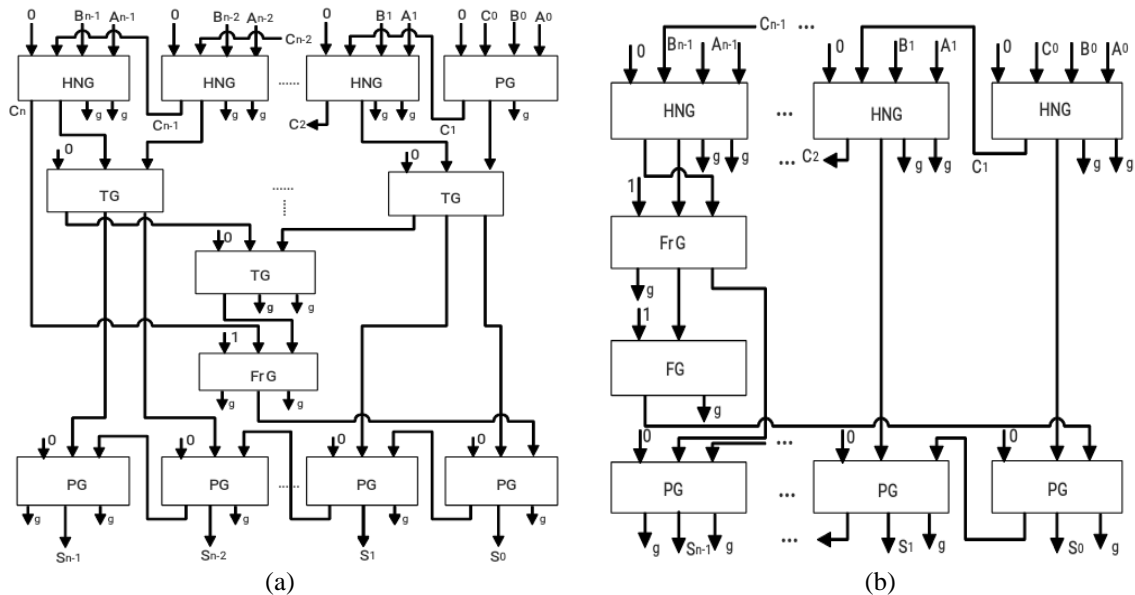 0 Bn-1 An-1 0 Bn-2 An-2 0 B1 A1 0 C0 B0 A0
Cn-2
HNG HNG ...... HNG PG
Cn g g Cn-1 g g C2 g g C1 g
0 0
TG ...... TG
0
TG
g g
1
FrG
g g
0 0 0 0
PG PG ...... PG PG
g g g g g
Sn-1 Sn-2 S1 S0
(a)
Cn-1 ...
0 Bn-1 An-1 0 B1 A1 0 C0 B0 A0
HNG ... HNG HNG
g g ... C2 g g C1 g g
1
FrG
g
1
FG
g
0 ... 0 0
PG ... PG PG
g Sn-1 g ... S1 g S0 g
(b)